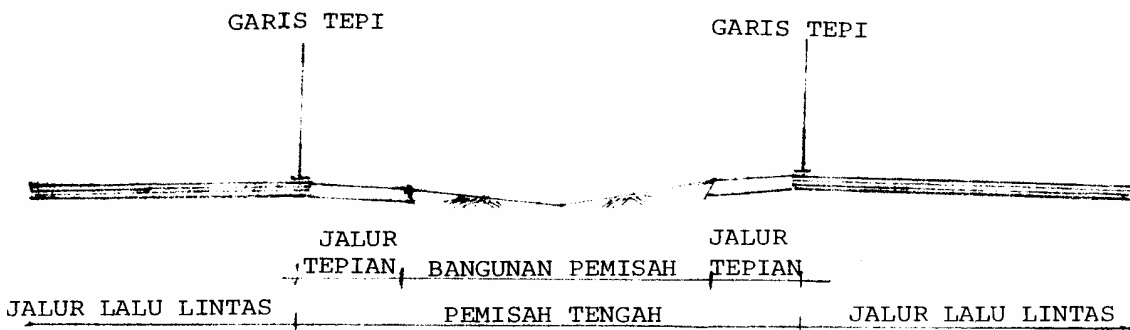 GARIS TEPI
GARIS TEPI
JALUR TEPIAN
BANGUNAN PEMISAH
JALUR TEPIAN
JALUR LALU LINTAS
PEMISAH TENGAH
JALUR LALU LINTAS